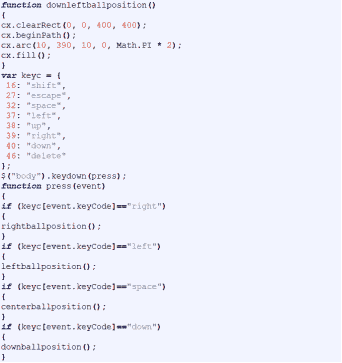 function downleftballposition()
{
cx.clearRect(0, 0, 400, 400);
cx.beginPath();
cx.arc(10, 390, 10, 0, Math.PI * 2);
cx.fill();
}
var keyc = {
16: "shift",
27: "escape",
32: "space",
37: "left",
38: "up",
39: "right",
40: "down",
46: "delete"
};
$("body").keydown(press);
function press(event)
{
if (keyc[event.keyCode]=="right")
{
rightballposition();
}
if (keyc[event.keyCode]=="left")
{
leftballposition();
}
if (keyc[event.keyCode]=="space")
{
centerballposition();
}
if (keyc[event.keyCode]=="down")
{
downballposition();
}